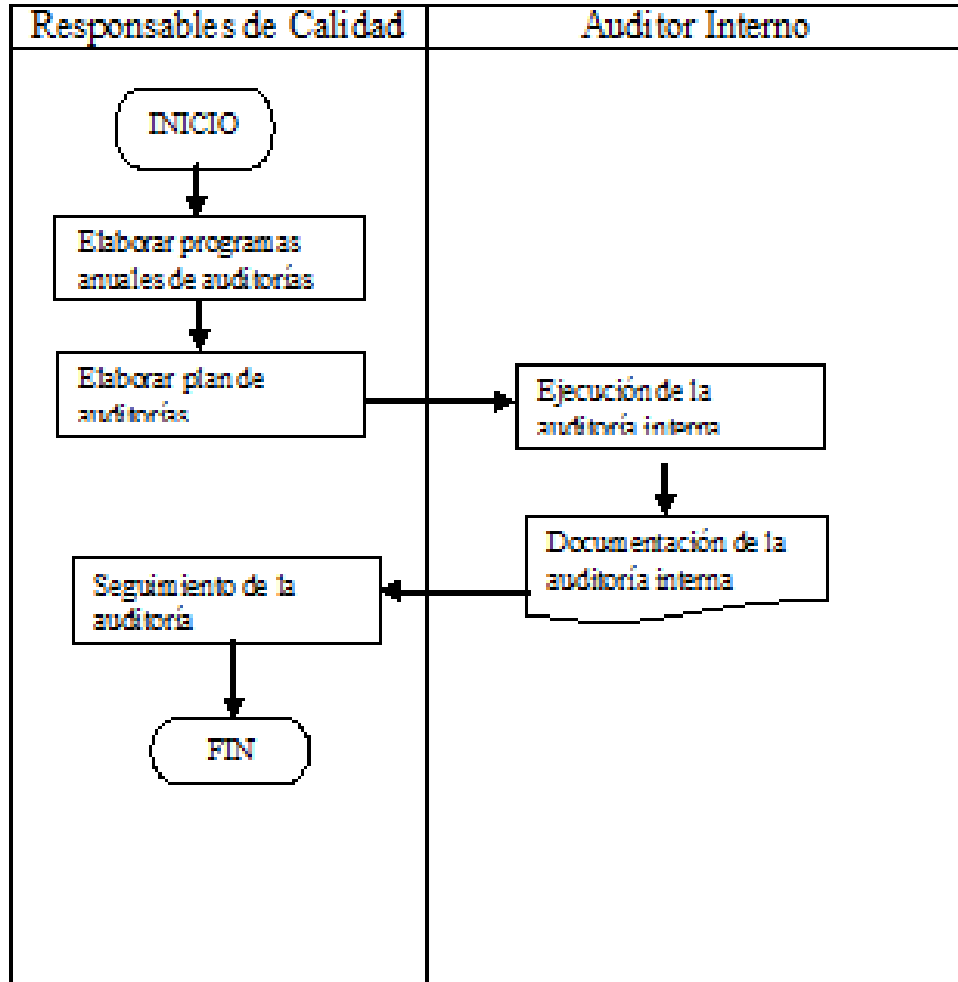 Responsables de Calidad
Auditor Interno
INICIO
Elaborar programas
anuales de auditorías
Elaborar plan de
auditorías
Ejecución de la
auditoría interna
Documentación de la
auditoría interna
Seguimiento de la
auditoría
FIN